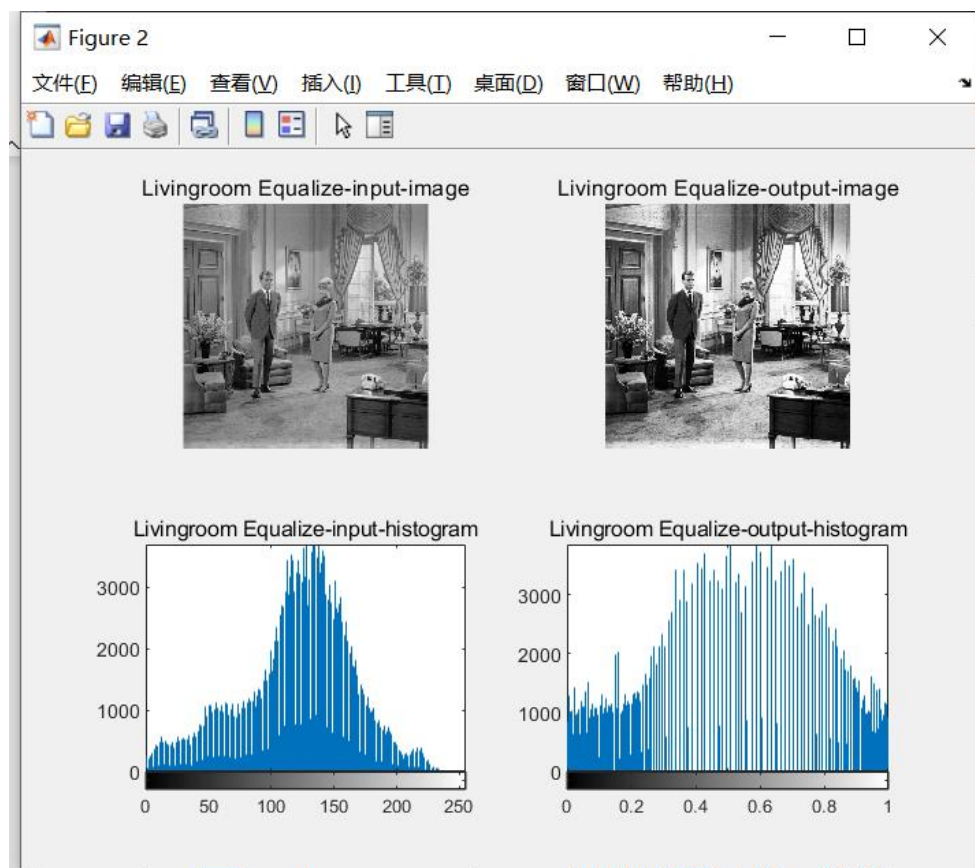 Figure 2
文件(F) 编辑(E) 查看(V) 插入(I) 工具(T) 桌面(D) 窗口(W) 帮助(H)
Livingroom Equalize-input-image
Livingroom Equalize-output-image
Livingroom Equalize-input-histogram
3000
2000
1000
0
0 50 100 150 200 250
Livingroom Equalize-output-histogram
3000
2000
1000
0
0 0.2 0.4 0.6 0.8 1